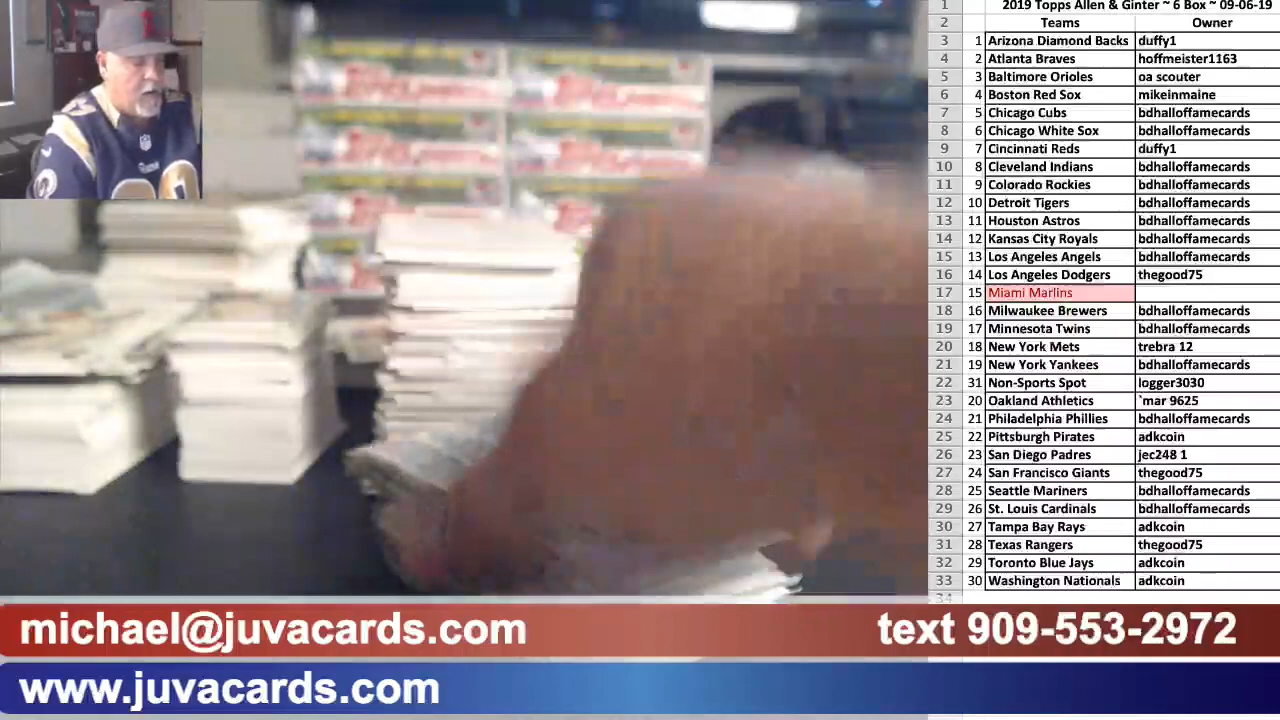 1 2019 Topps Allen & Ginter ~ 6 Box ~ 09-06-19
2 Teams Owner
3 1 Arizona Diamond Backs duffy1
4 2 Atlanta Braves hoffmeister1163
5 3 Baltimore Orioles oa scouter
6 4 Boston Red Sox mikeinmaine
7 5 Chicago Cubs bdhalloffamecards
8 6 Chicago White Sox bdhalloffamecards
9 7 Cincinnati Reds duffy1
10 8 Cleveland Indians bdhalloffamecards
11 9 Colorado Rockies bdhalloffamecards
12 10 Detroit Tigers bdhalloffamecards
13 11 Houston Astros bdhalloffamecards
14 12 Kansas City Royals bdhalloffamecards
15 13 Los Angeles Angels bdhalloffamecards
16 14 Los Angeles Dodgers thegood75
17 15 Miami Marlins
18 16 Milwaukee Brewers bdhalloffamecards
19 17 Minnesota Twins bdhalloffamecards
20 18 New York Mets trebra 12
21 19 New York Yankees bdhalloffamecards
22 31 Non-Sports Spot logger3030
23 20 Oakland Athletics `mar 9625
24 21 Philadelphia Phillies bdhalloffamecards
25 22 Pittsburgh Pirates adkcoin
26 23 San Diego Padres jec248 1
27 24 San Francisco Giants thegood75
28 25 Seattle Mariners bdhalloffamecards
29 26 St. Louis Cardinals bdhalloffamecards
30 27 Tampa Bay Rays adkcoin
31 28 Texas Rangers thegood75
32 29 Toronto Blue Jays adkcoin
33 30 Washington Nationals adkcoin
34
michael@juvacards.com text 909-553-2972
www.juvacards.com